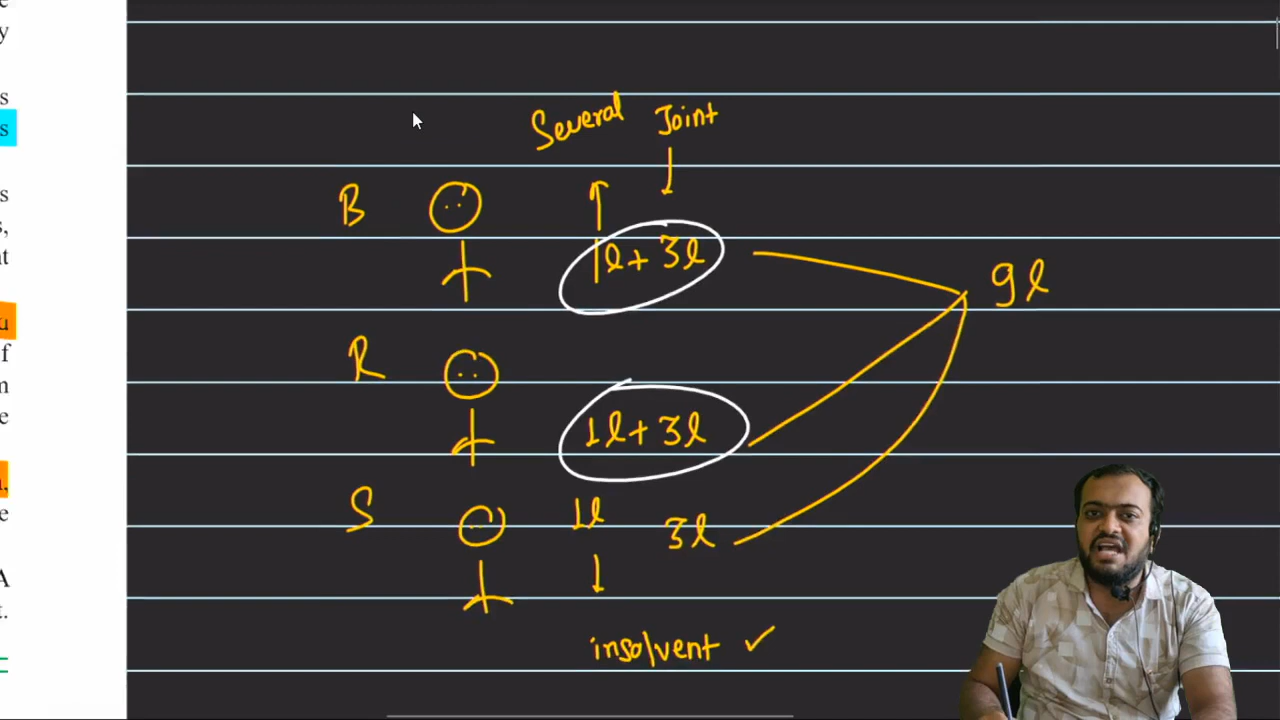 Several Joint
B 1l + 3l
9l
R 1l + 3l
S 1l 3l
insolvent ✓
s
s
s
s,
u
f
e
e
A
t.